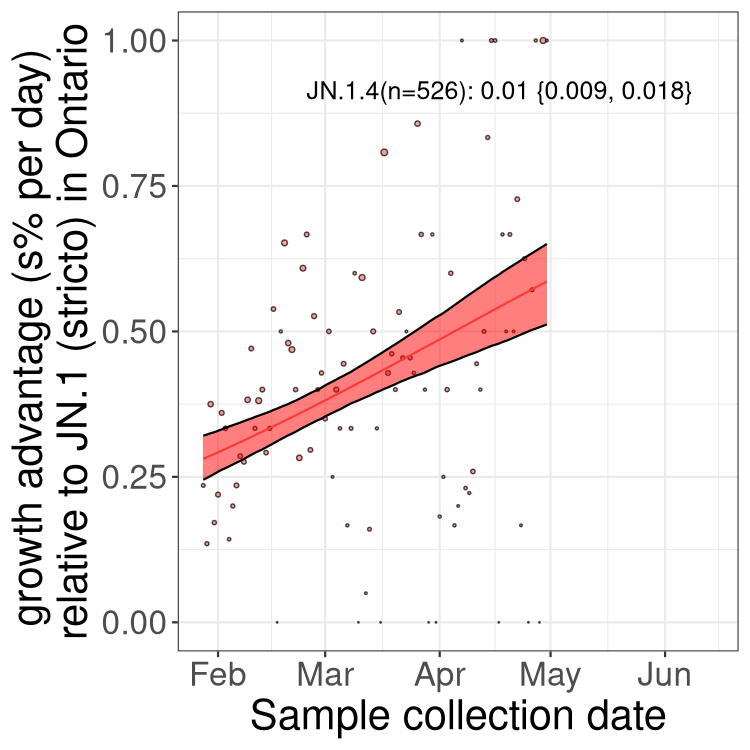 growth advantage (s% per day)
relative to JN.1 (stricto) in Ontario
1.00
0.75
0.50
0.25
0.00
JN.1.4(n=526): 0.01 {0.009, 0.018}
Feb Mar Apr May Jun
Sample collection date